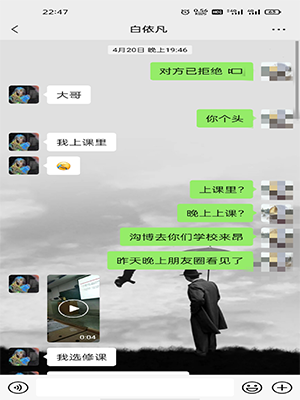 22:47
白依凡
4月20日 晚上19:46
对方已拒绝
大哥
你个头
我上课里
上课里?
晚上上课?
沟博去你们学校来昂
昨天晚上朋友圈看见了
0:04
我选修课